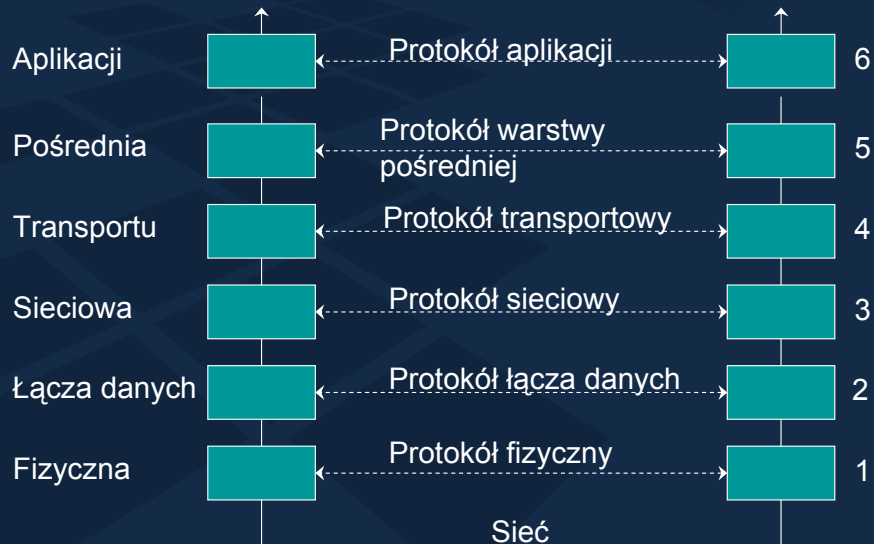 Aplikacji
Protokół aplikacji
6
Pośrednia
Protokół warstwy
pośredniej
5
Transportu
Protokół transportowy
4
Sieciowa
Protokół sieciowy
3
Łącza danych
Protokół łącza danych
2
Fizyczna
Protokół fizyczny
1
Sieć